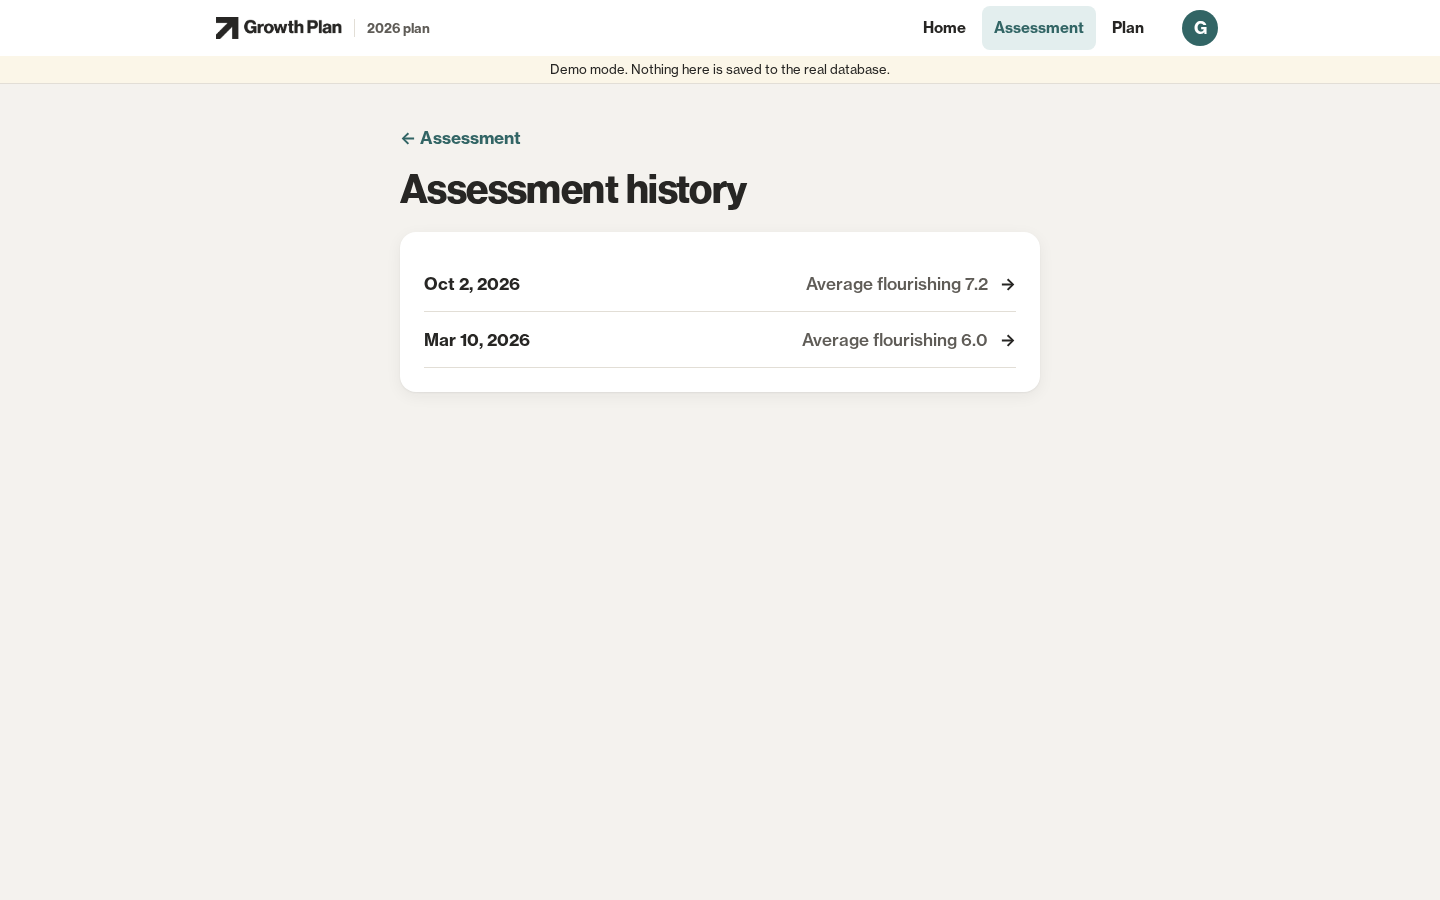 Growth Plan
2026 plan
Home
Assessment
Plan
G
Demo mode. Nothing here is saved to the real database.
← Assessment
Assessment history
Oct 2, 2026
Average flourishing 7.2 →
Mar 10, 2026
Average flourishing 6.0 →